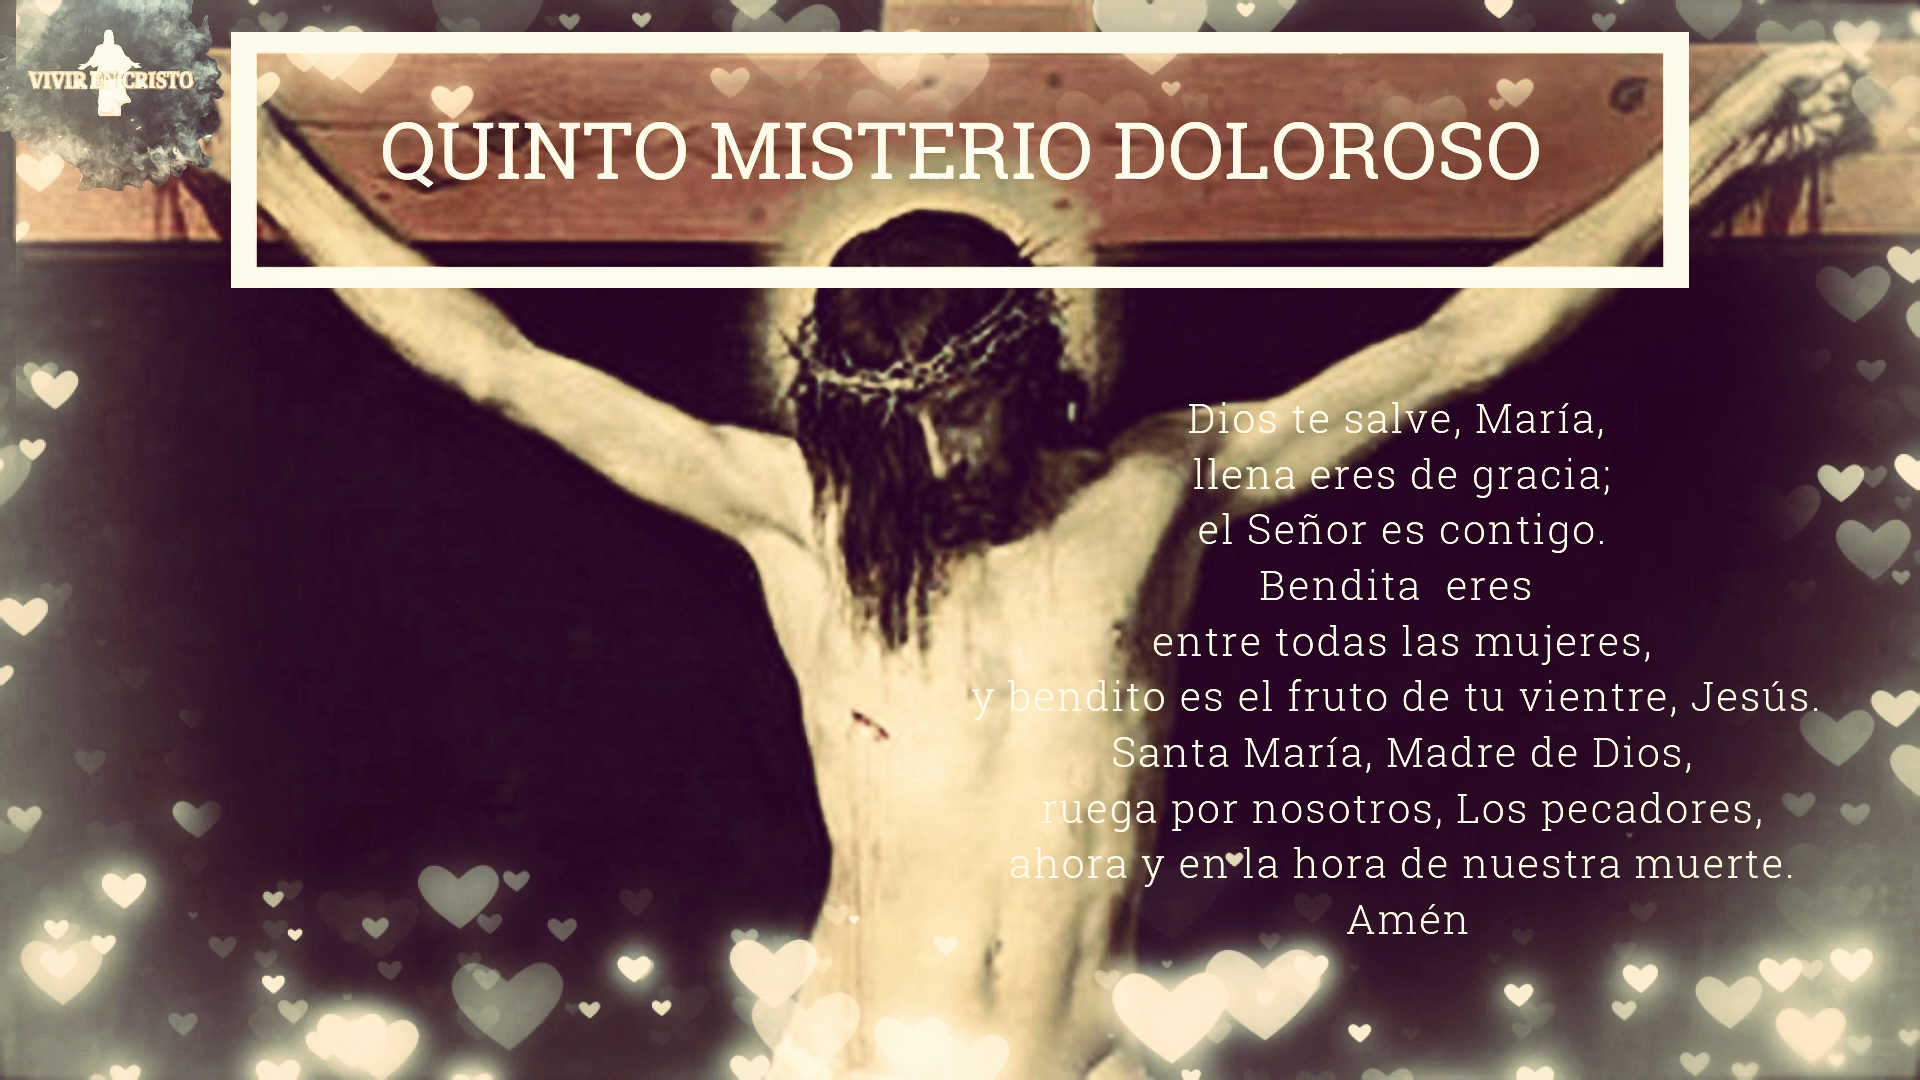 VIVIR EN CRISTO
QUINTO MISTERIO DOLOROSO
Dios te salve, María,
llena eres de gracia;
el Señor es contigo.
Bendita  eres
entre todas las mujeres,
y bendito es el fruto de tu vientre, Jesús.
Santa María, Madre de Dios,
ruega por nosotros, Los pecadores,
ahora y en la hora de nuestra muerte.
Amén